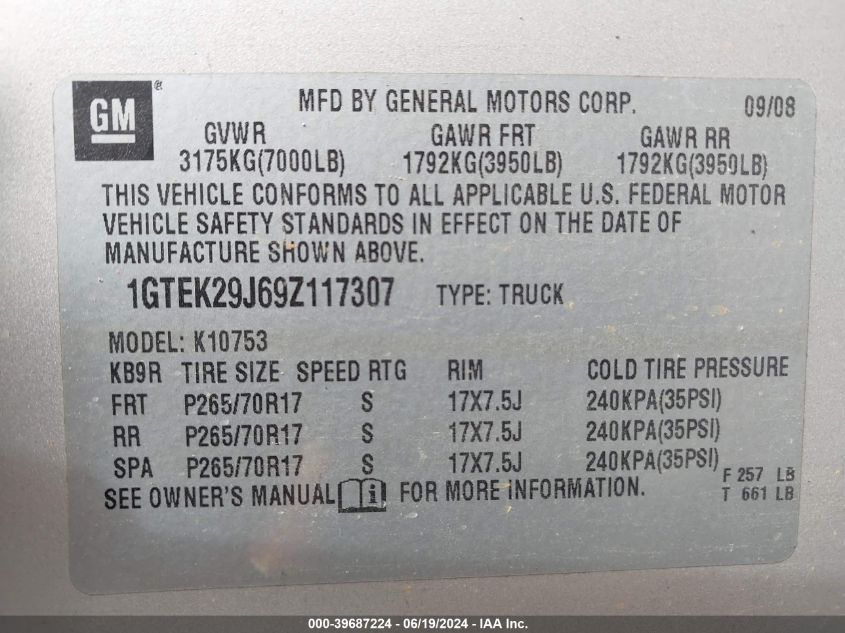 GM ® MFD BY GENERAL MOTORS CORP. 09/08
GVWR GAWR FRT GAWR RR
3175KG(7000LB) 1792KG(3950LB) 1792KG(3950LB)
THIS VEHICLE CONFORMS TO ALL APPLICABLE U.S. FEDERAL MOTOR
VEHICLE SAFETY STANDARDS IN EFFECT ON THE DATE OF
MANUFACTURE SHOWN ABOVE.
1GTEK29J69Z117307 TYPE: TRUCK
MODEL: K10753
KB9R TIRE SIZE SPEED RTG RIM COLD TIRE PRESSURE
FRT P265/70R17 S 17X7.5J 240KPA(35PSI)
RR P265/70R17 S 17X7.5J 240KPA(35PSI)
SPA P265/70R17 S 17X7.5J 240KPA(35PSI)
F 257 LB
SEE OWNER'S MANUAL i FOR MORE INFORMATION. T 661 LB
000-39687224 - 06/19/2024 - IAA Inc.